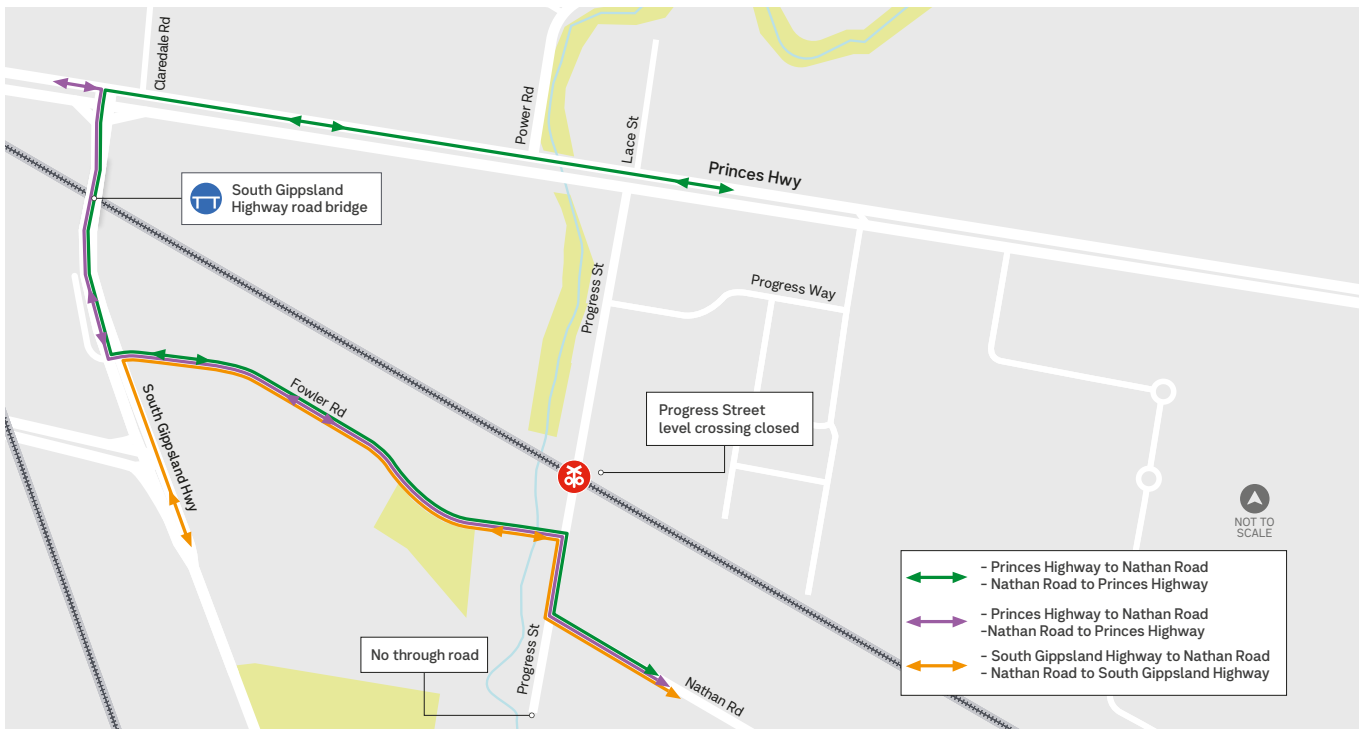 Claredale Rd
Power Rd
Lace St
Princes Hwy
South Gippsland
Highway road bridge
Progress St
Progress Way
Fowler Rd
South Gippsland Hwy
Progress Street
level crossing closed
NOT TO
SCALE
No through road
Progress St
Nathan Rd
- Princes Highway to Nathan Road
- Nathan Road to Princes Highway
- Princes Highway to Nathan Road
-Nathan Road to Princes Highway
- South Gippsland Highway to Nathan Road
- Nathan Road to South Gippsland Highway